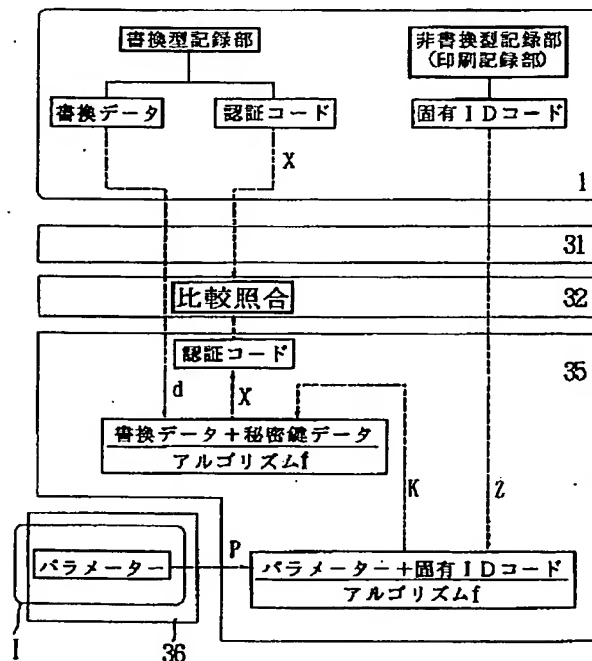 書換型記録部
非書換型記録部
(印刷記録部)
書換データ
認証コード
固有IDコード
X
1
31
比較照合
32
認証コード
35
d
X
書換データ+秘密鍵データ
アルゴリズムf
K
Z
パラメーター
P
パラメーター+固有IDコード
アルゴリズムf
I
36